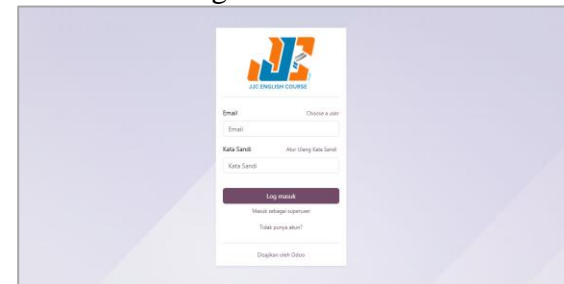 JJC ENGLISH COURSE
Email Choose a user
Email
Kata Sandi Atur Ulang Kata Sandi
Kata Sandi
Log masuk
Masuk sebagai superuser
Tidak punya akun?
Disajikan oleh Odoo